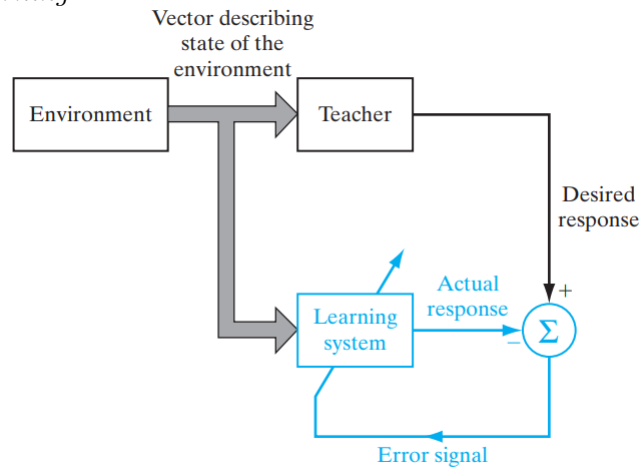 Vector describing
state of the
environment
Environment
Teacher
Desired
response
+
Actual
response
Learning
system
−
Σ
Error signal